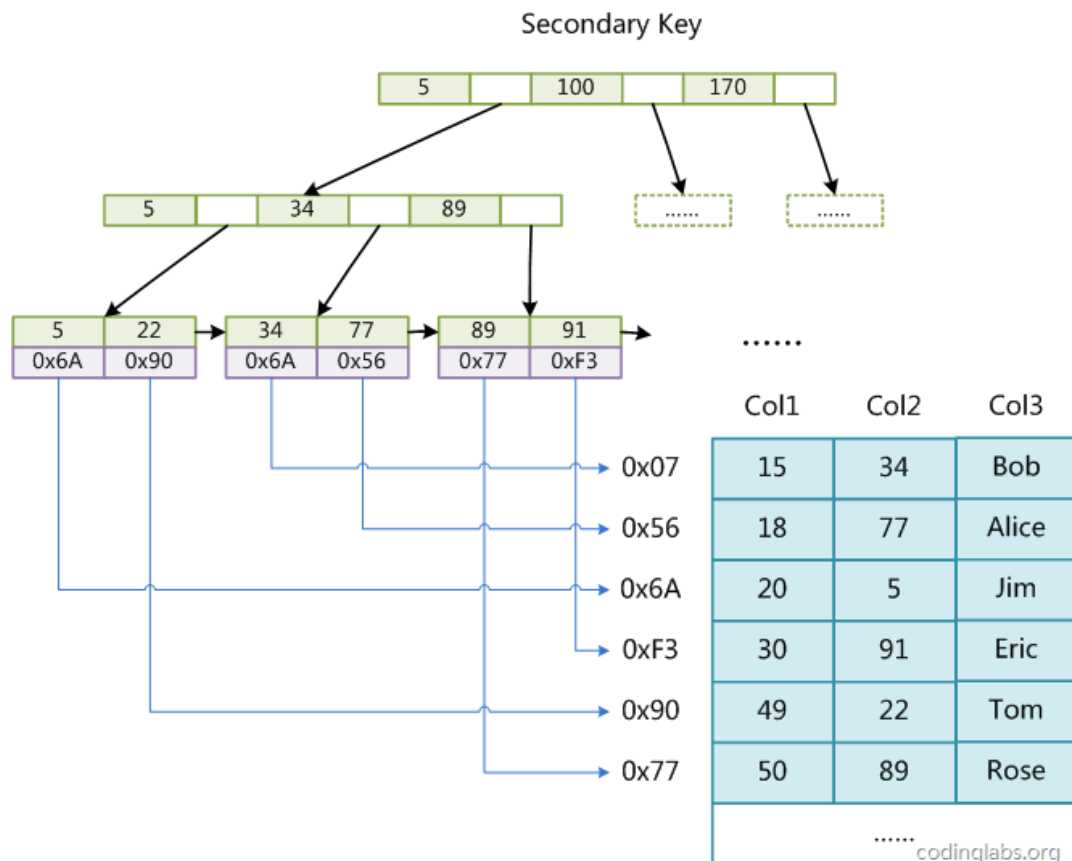 Secondary Key
5 100 170
5 34 89 ...... ......
5 22 34 77 89 91
0x6A 0x90 0x6A 0x56 0x77 0xF3
......
Col1 Col2 Col3
0x07 15 34 Bob
0x56 18 77 Alice
0x6A 20 5 Jim
0xF3 30 91 Eric
0x90 49 22 Tom
0x77 50 89 Rose
......
codinglabs.org